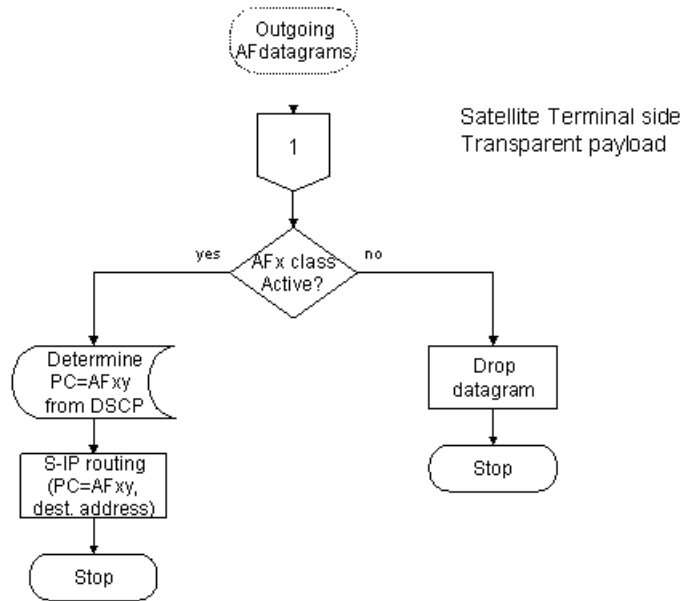 Outgoing
AFdatagrams
1
Satellite Terminal side
Transparent payload
AFx class
Active?
yes
no
Determine
PC=AFxy
from DSCP
Drop
datagram
S-IP routing
(PC=AFxy,
dest. address)
Stop
Stop